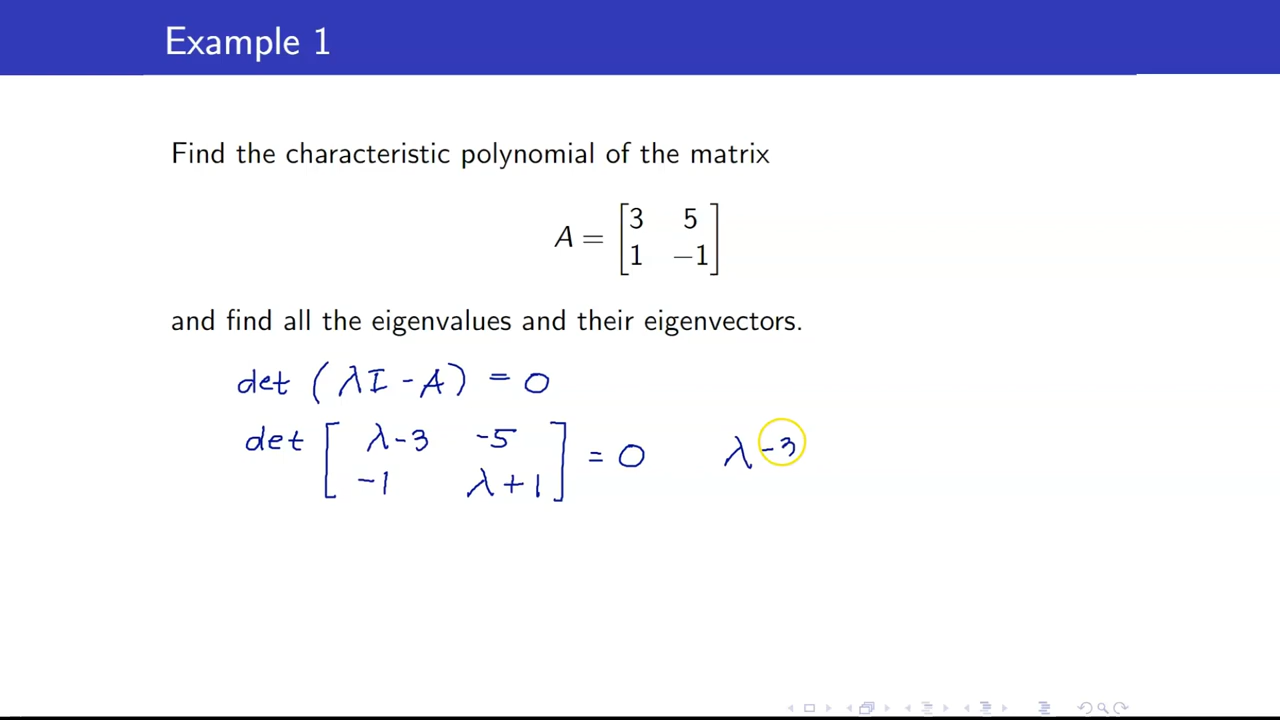 Example 1
Find the characteristic polynomial of the matrix
A = [3 5
1 −1]
and find all the eigenvalues and their eigenvectors.
det (λI - A) = 0
det [λ-3 -5
-1 λ+1] = 0 λ-3